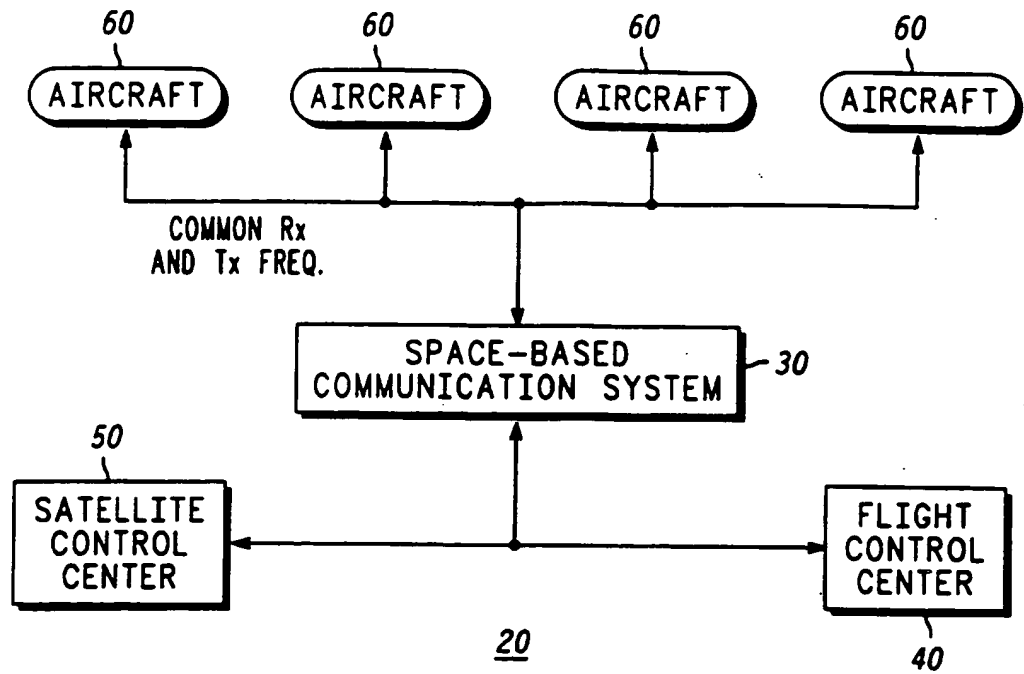 60 60 60 60
AIRCRAFT AIRCRAFT AIRCRAFT AIRCRAFT
COMMON Rx
AND Tx FREQ.
SPACE-BASED
COMMUNICATION SYSTEM
30
50
SATELLITE
CONTROL
CENTER
FLIGHT
CONTROL
CENTER
40
20